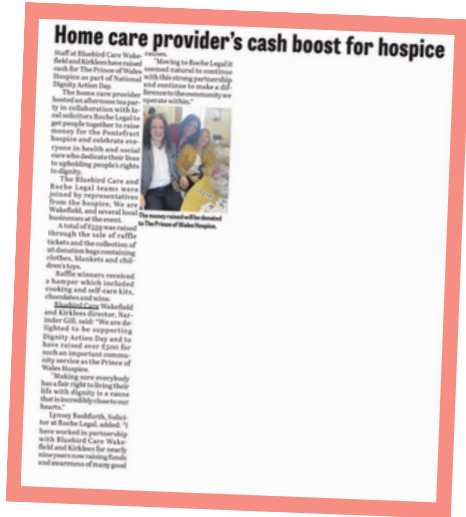 Home care provider's cash boost for hospice
Staff at Bluebird Care Wake-
field and Kirklees have raised
cash for The Prince of Wales
Hospice as part of National
Dignity Action Day.
The home care provider
hosted an afternoon tea par-
ty in collaboration with lo-
cal solicitors Roche Legal to
get people together to raise
money for the Pontefract
hospice and celebrate eve-
ryone in health and social
care who dedicate their lives
to upholding people's rights
to dignity.
The Bluebird Care and
Roche Legal teams were
joined by representatives
from the hospice, We are
Wakefield, and several local
businesses at the event.
A total of £559 was raised
through the sale of raffle
tickets and the collection of
26 donation bags containing
clothes, blankets and chil-
dren's toys.
Raffle winners received
a hamper which included
cooking and self-care kits,
chocolates and wine.
Bluebird Care Wakefield
and Kirklees director, Nar-
inder Gill, said: "We are de-
lighted to be supporting
Dignity Action Day and to
have raised over £500 for
such an important commu-
nity service as the Prince of
Wales Hospice.
"Making sure everybody
has a fair right to living their
life with dignity is a cause
that is incredibly close to our
hearts."
Lynsey Bashforth, Solici-
tor at Roche Legal, added: "I
have worked in partnership
with Bluebird Care Wake-
field and Kirklees for nearly
nine years now raising funds
and awareness of many good
causes.
"Moving to Roche Legal it
seemed natural to continue
with this strong partnership
and continue to make a dif-
ference to the community we
operate within."
The money raised will be donated
to The Prince of Wales Hospice.